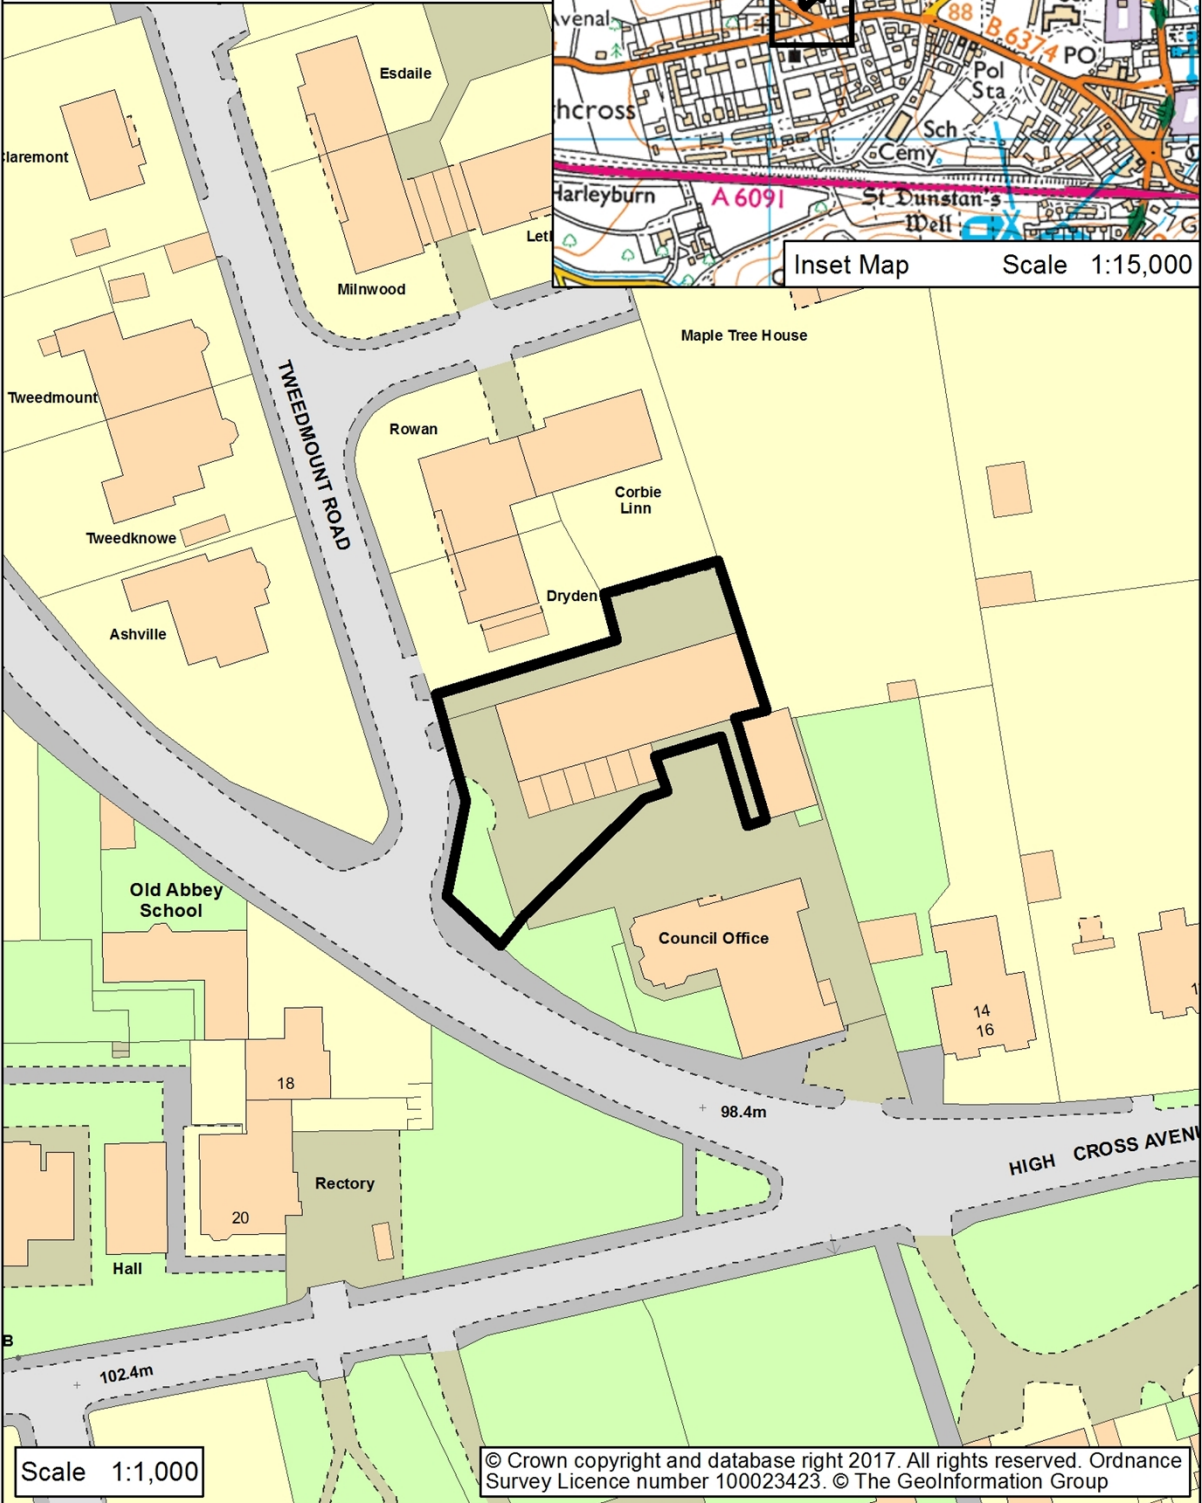 Avenal
88
B 6374
PO
Pol
Sta
Sch
Cemy
Harleyburn
A 6091
St Dunstan's
Well
Inset Map Scale 1:15,000
Esdaile
Milnwood
Maple Tree House
Tweedmount
TWEEDMOUNT ROAD
Rowan
Corbie
Linn
Tweedknowe
Dryden
Ashville
Old Abbey
School
Council Office
14
16
18
98.4m
HIGH CROSS
Rectory
20
Hall
B
102.4m
Scale 1:1,000
© Crown copyright and database right 2017. All rights reserved. Ordnance
Survey Licence number 100023423. © The GeoInformation Group